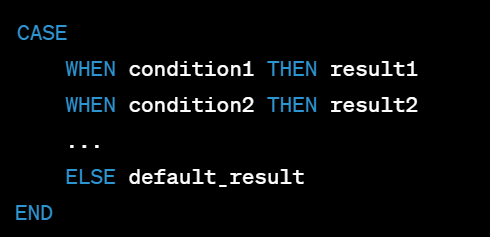 CASE
WHEN condition1 THEN result1
WHEN condition2 THEN result2
...
ELSE default_result
END